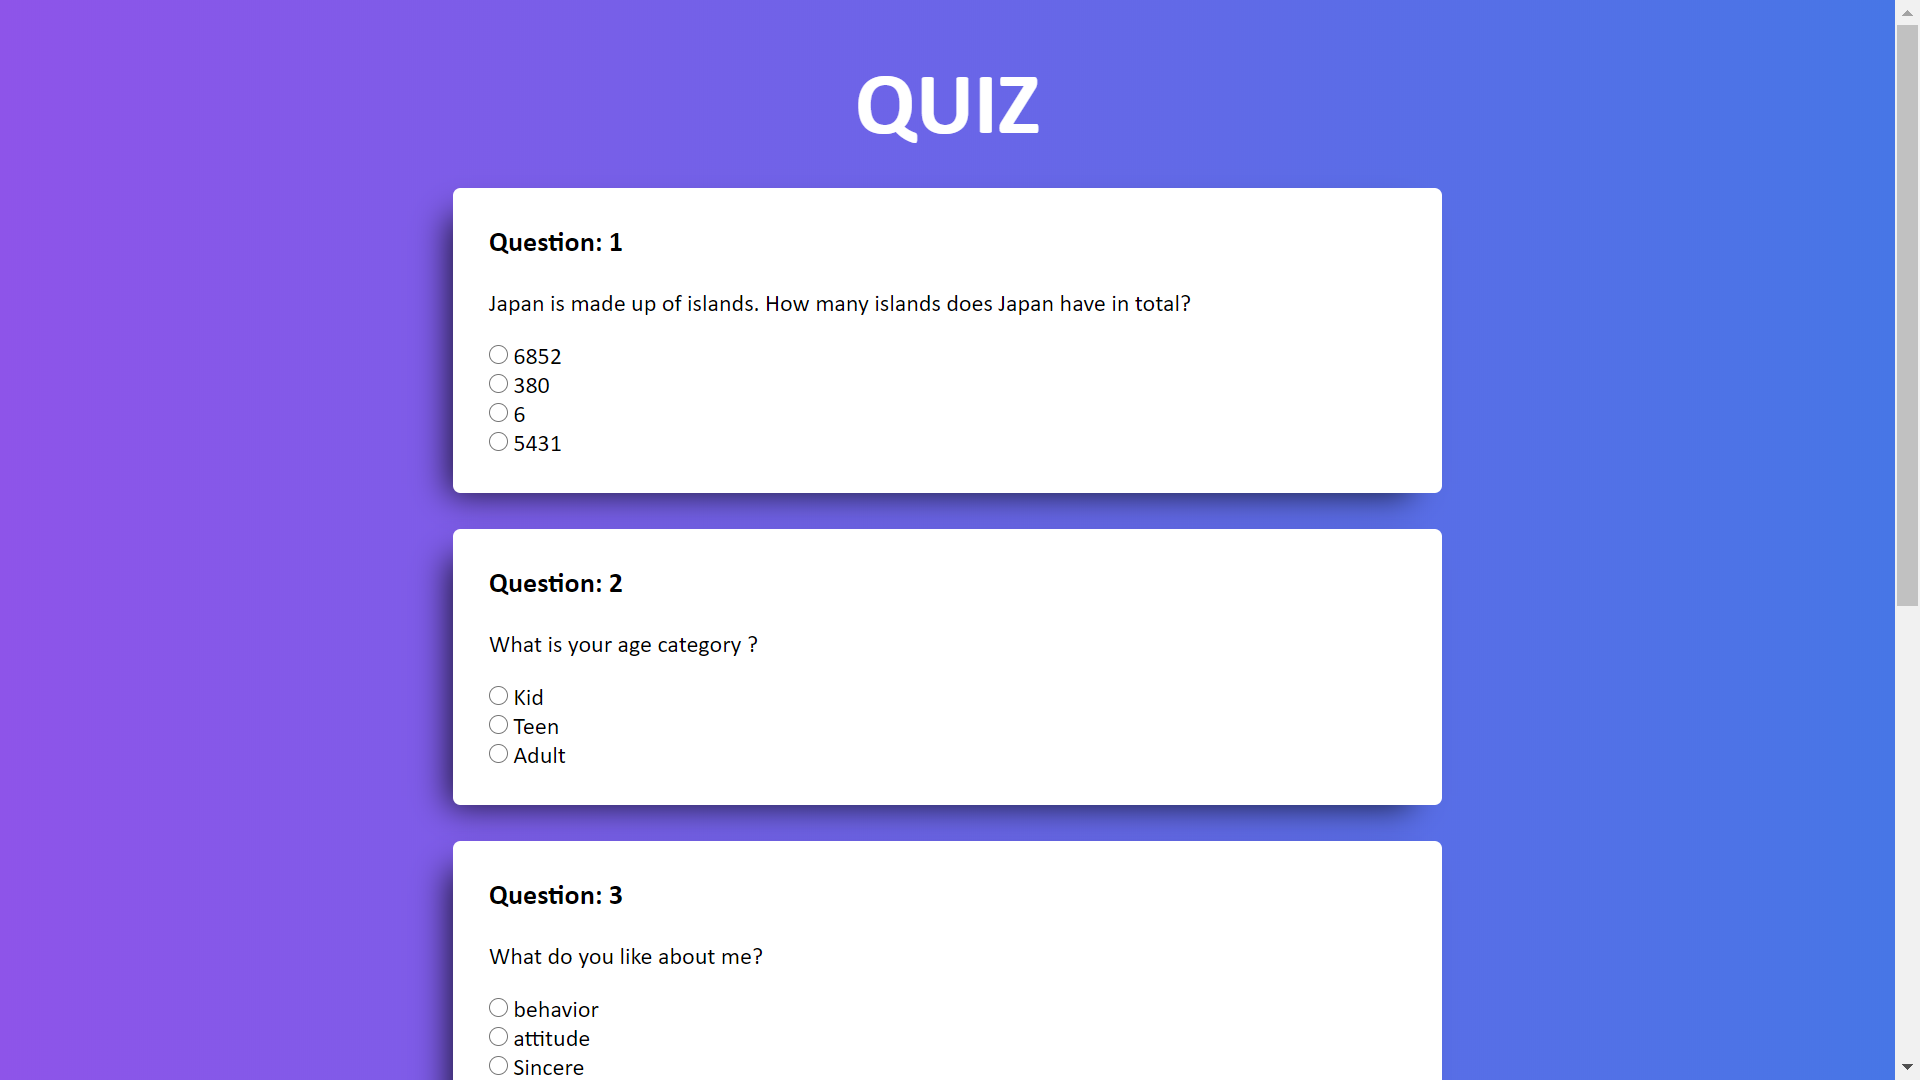 QUIZ
Question: 1
Japan is made up of islands. How many islands does Japan have in total?
6852
380
6
5431
Question: 2
What is your age category ?
Kid
Teen
Adult
Question: 3
What do you like about me?
behavior
attitude
Sincere